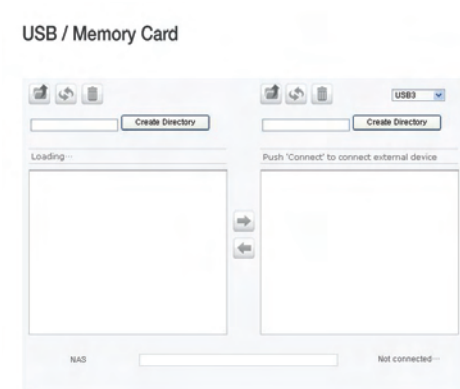 USB / Memory Card
USB3
Create Directory
Create Directory
Loading···
Push 'Connect' to connect external device
NAS
Not connected···